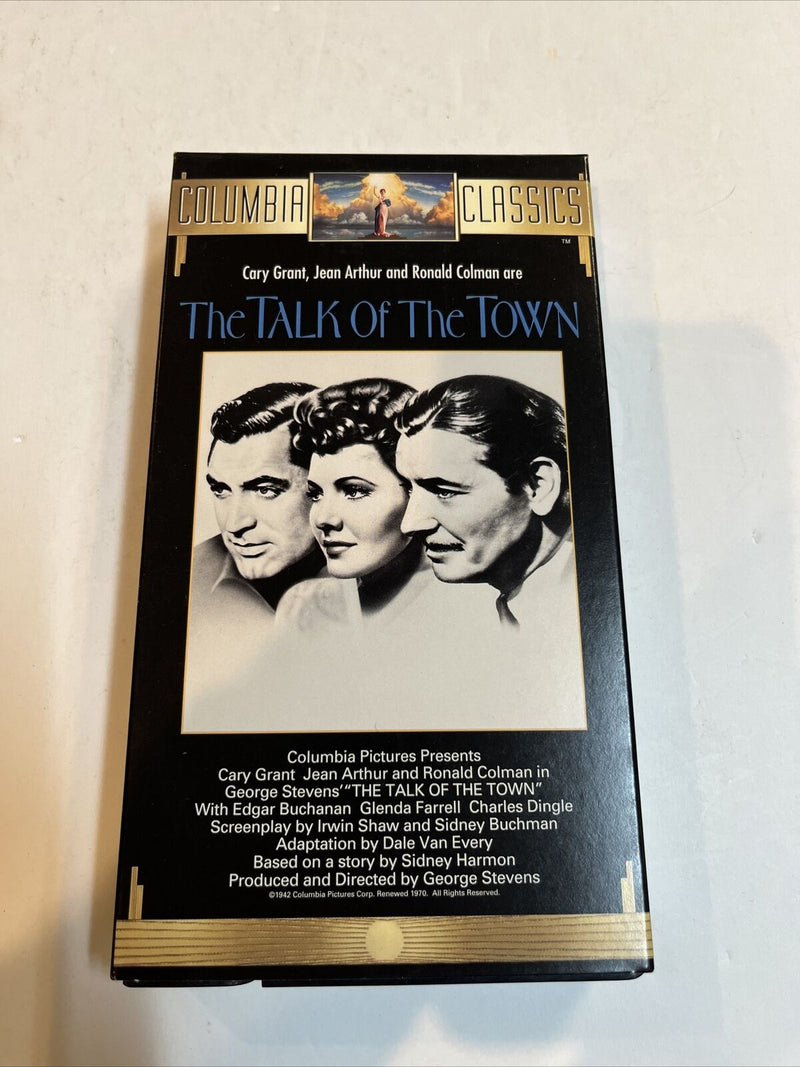 COLUMBIA CLASSICS
TM
Cary Grant, Jean Arthur and Ronald Colman are
The TALK Of The TOWN
Columbia Pictures Presents
Cary Grant Jean Arthur and Ronald Colman in
George Stevens' "THE TALK OF THE TOWN"
With Edgar Buchanan Glenda Farrell Charles Dingle
Screenplay by Irwin Shaw and Sidney Buchman
Adaptation by Dale Van Every
Based on a story by Sidney Harmon
Produced and Directed by George Stevens
©1942 Columbia Pictures Corp. Renewed 1970. All Rights Reserved.